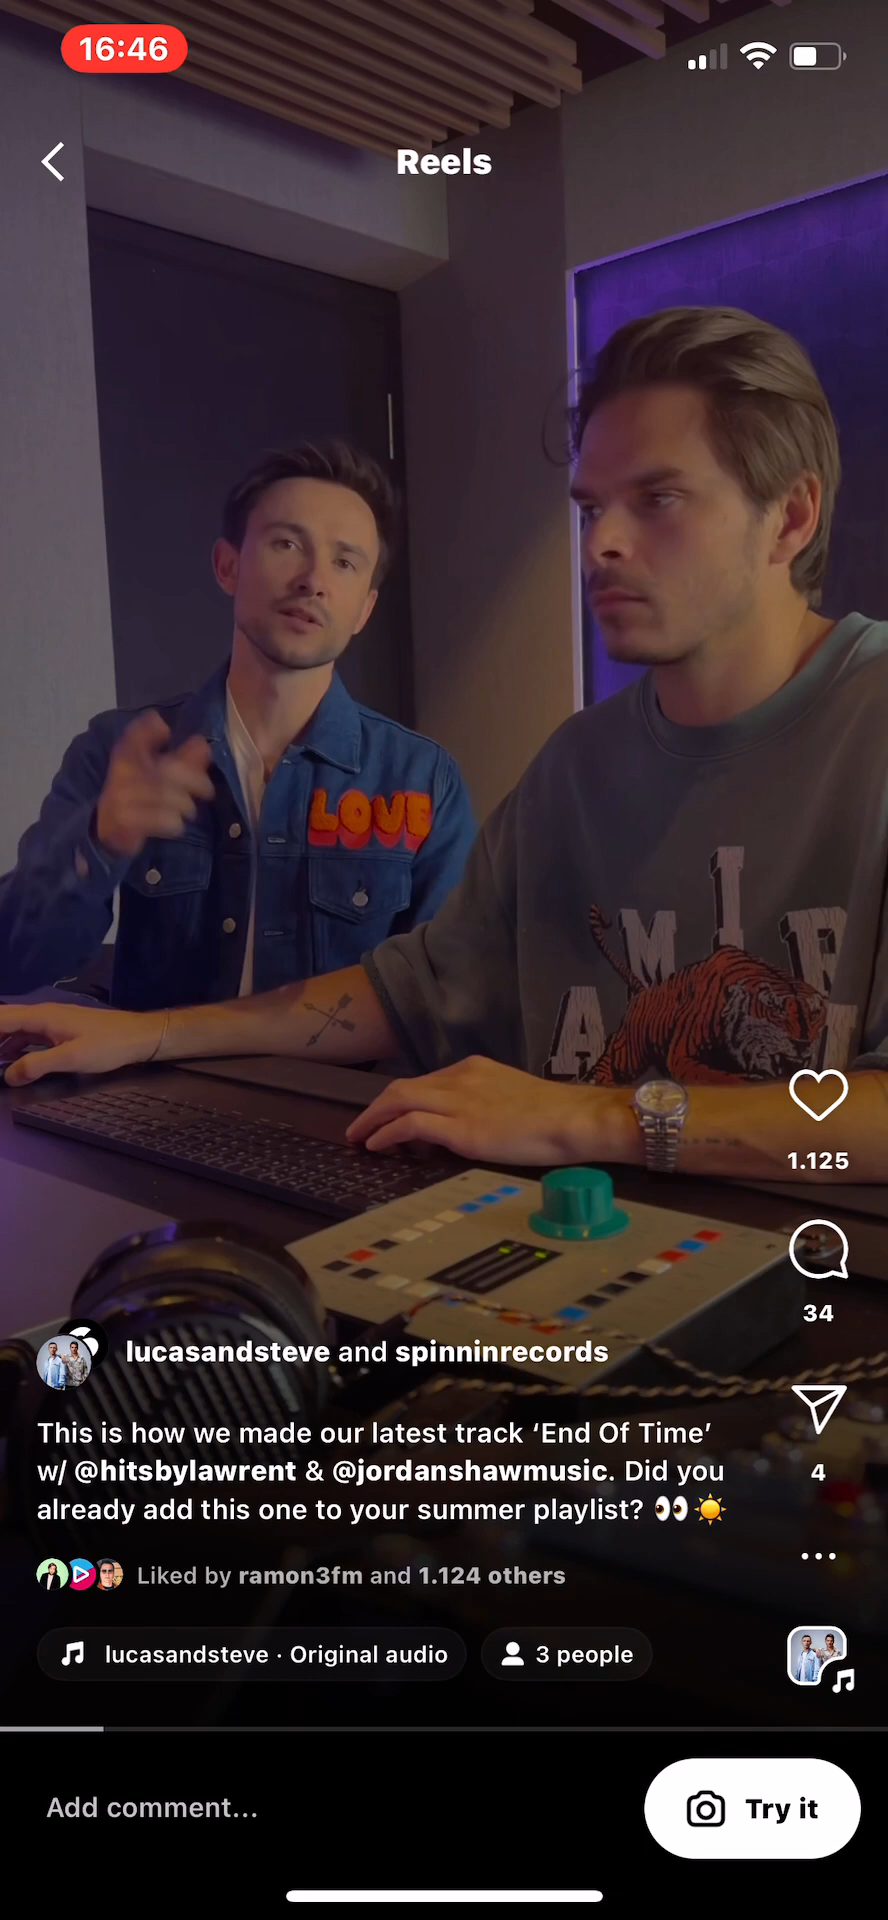 16:46
Reels
LOVE
AMIR
1.125
34
lucasandsteve and spinninrecords
This is how we made our latest track ‘End Of Time’
w/ @hitsbylawrent & @jordanshawmusic. Did you
already add this one to your summer playlist? 👀☀️
4
Liked by ramon3fm and 1.124 others
lucasandsteve · Original audio
3 people
Add comment...
Try it